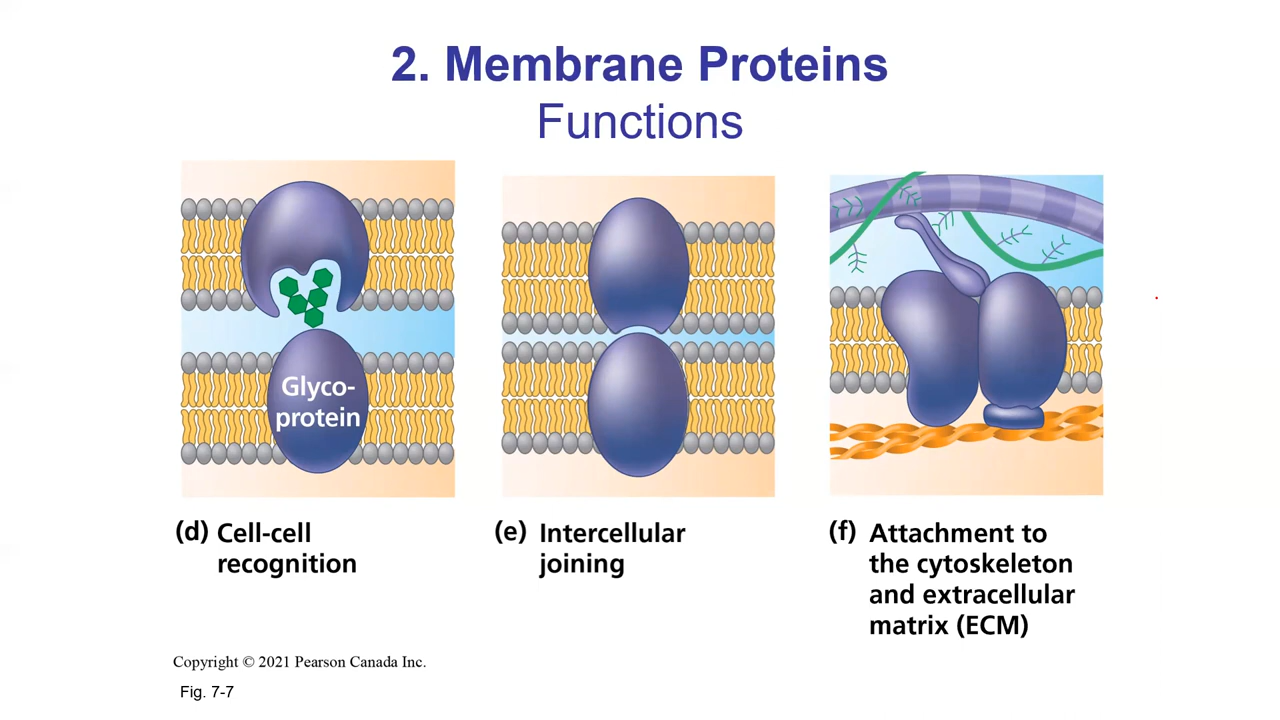 2. Membrane Proteins
Functions
Glyco-
protein
(d) Cell-cell
recognition
(e) Intercellular
joining
(f) Attachment to
the cytoskeleton
and extracellular
matrix (ECM)
Copyright © 2021 Pearson Canada Inc.
Fig. 7-7